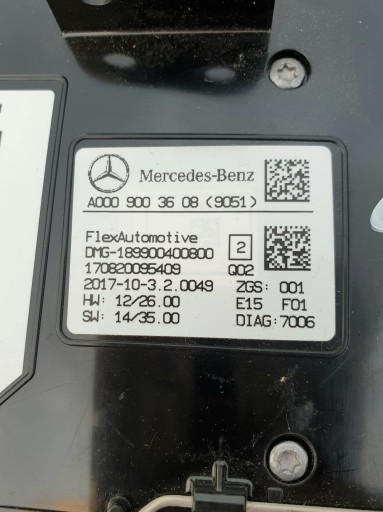 Mercedes-Benz
A000 900 36 08 (9051)
FlexAutomotive
DMG-189900400800 2
170820095409 Q02
2017-10-3.2.0049 ZGS: 001
HW: 12/26.00 E15 F01
SW: 14/35.00 DIAG:7006